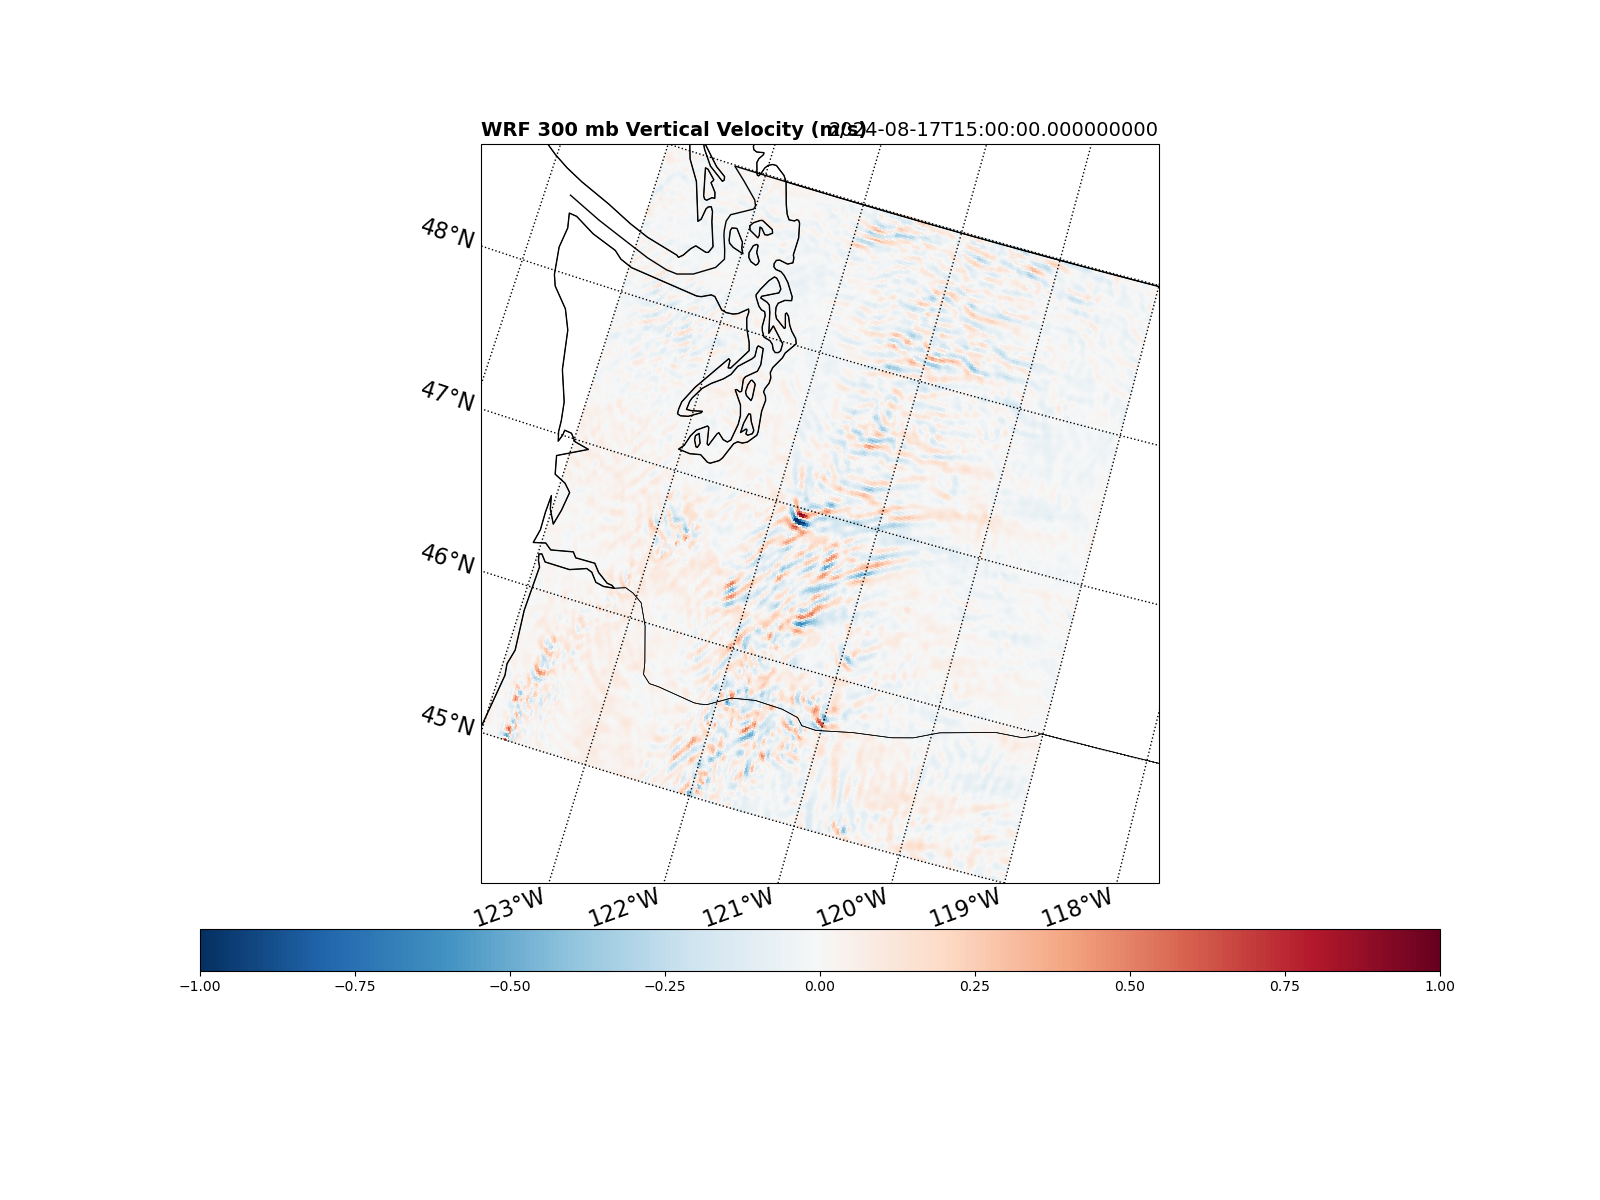 WRF 300 mb Vertical Velocity (m/s) 2024-08-17T15:00:00.000000000
48°N
47°N
46°N
45°N
123°W 122°W 121°W 120°W 119°W 118°W
−1.00 −0.75 −0.50 −0.25 0.00 0.25 0.50 0.75 1.00